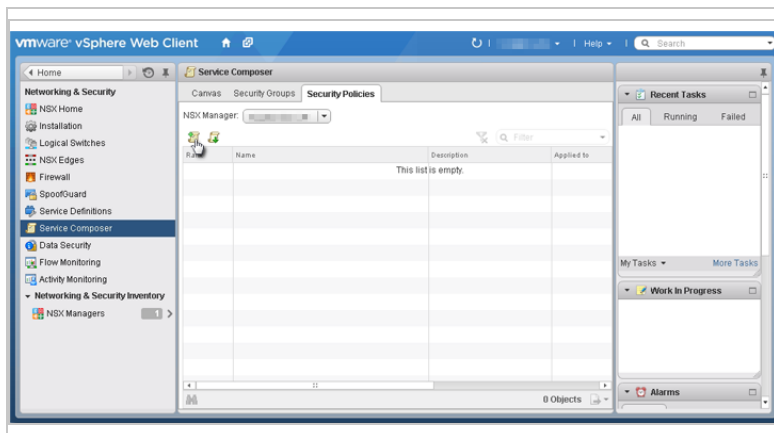 vmware® vSphere Web Client
Help
Search
Home
Networking & Security
NSX Home
Installation
Logical Switches
NSX Edges
Firewall
SpoofGuard
Service Definitions
Service Composer
Data Security
Flow Monitoring
Activity Monitoring
Networking & Security Inventory
NSX Managers 1
Service Composer
Canvas Security Groups Security Policies
NSX Manager:
Filter
Name Description Applied to
This list is empty.
0 Objects
Recent Tasks
All Running Failed
My Tasks More Tasks
Work In Progress
Alarms